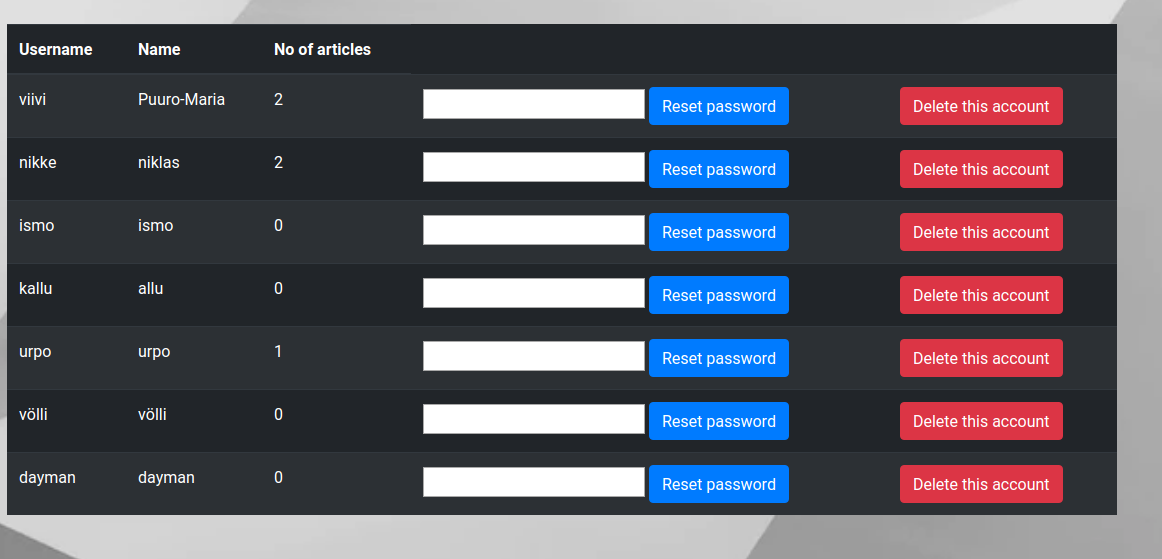 Username Name No of articles
viivi Puuro-Maria 2 Reset password Delete this account
nikke niklas 2 Reset password Delete this account
ismo ismo 0 Reset password Delete this account
kallu allu 0 Reset password Delete this account
urpo urpo 1 Reset password Delete this account
völli völli 0 Reset password Delete this account
dayman dayman 0 Reset password Delete this account